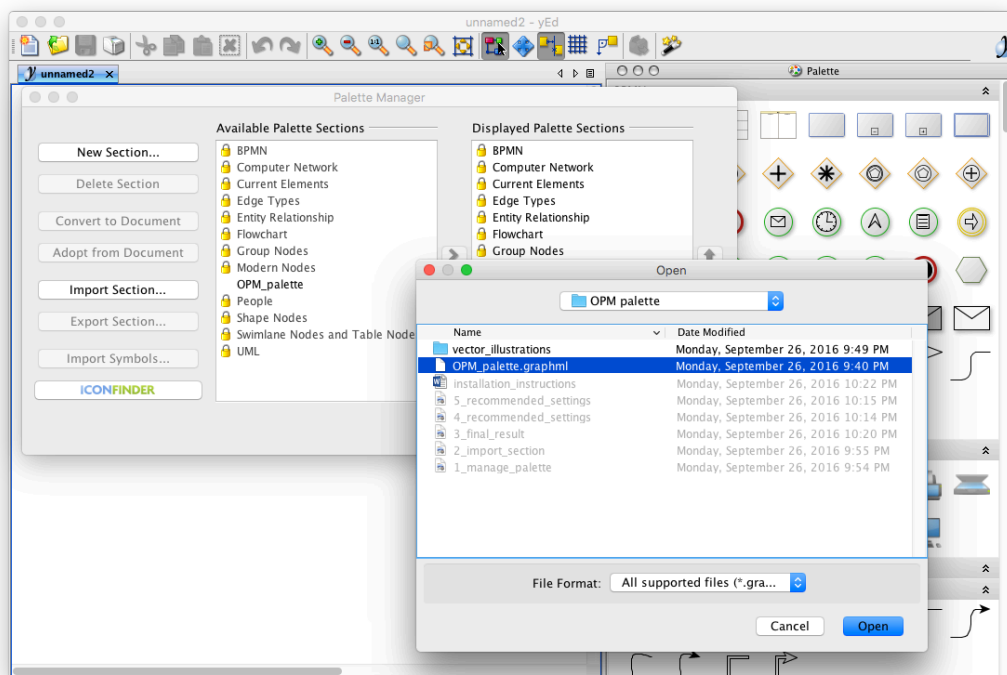 unnamed2 - yEd
unnamed2
Palette
Palette Manager
Available Palette Sections
Displayed Palette Sections
New Section...
Delete Section
Convert to Document
Adopt from Document
Import Section...
Export Section...
Import Symbols...
ICONFINDER
BPMN
Computer Network
Current Elements
Edge Types
Entity Relationship
Flowchart
Group Nodes
Modern Nodes
OPM_palette
People
Shape Nodes
Swimlane Nodes and Table Node
UML
BPMN
Computer Network
Current Elements
Edge Types
Entity Relationship
Flowchart
Group Nodes
Open
OPM palette
Name Date Modified
vector_illustrations Monday, September 26, 2016 9:49 PM
OPM_palette.graphml Monday, September 26, 2016 9:40 PM
installation_instructions Monday, September 26, 2016 10:22 PM
5_recommended_settings Monday, September 26, 2016 10:15 PM
4_recommended_settings Monday, September 26, 2016 10:14 PM
3_final_result Monday, September 26, 2016 10:20 PM
2_import_section Monday, September 26, 2016 9:55 PM
1_manage_palette Monday, September 26, 2016 9:54 PM
File Format: All supported files (*.gra...
Cancel Open